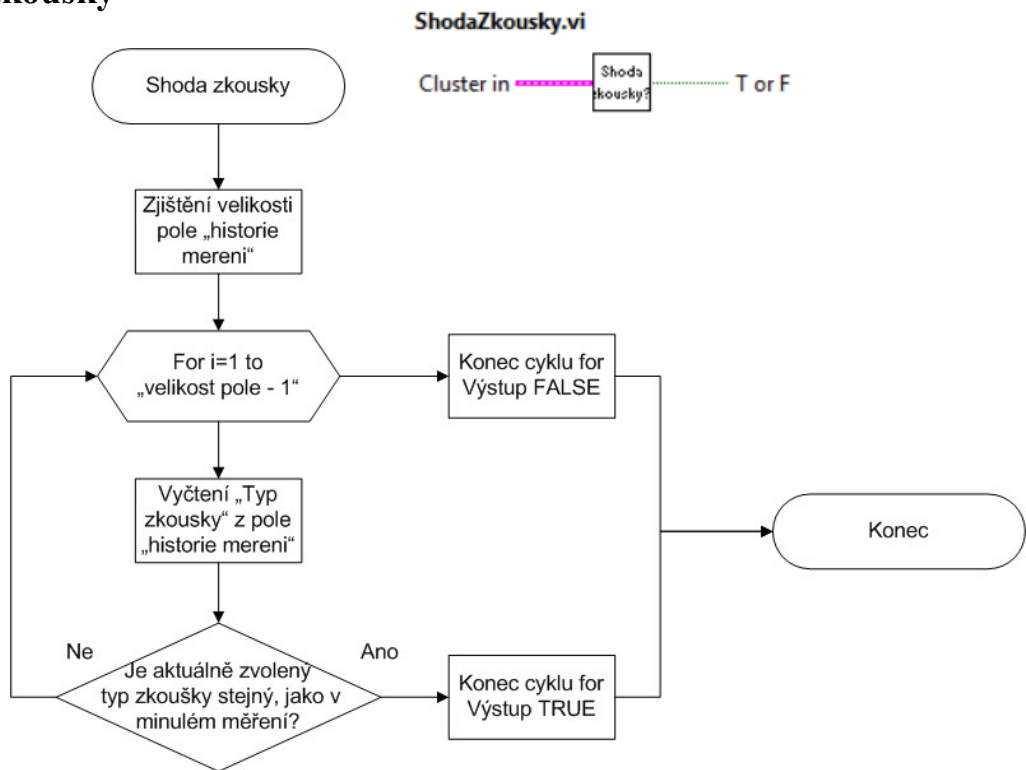 ShodaZkousky.vi
Cluster in
Shoda
zkousky?
T or F
Shoda zkousky
Zjištění velikosti
pole „historie
mereni“
For i=1 to
„velikost pole - 1“
Konec cyklu for
Výstup FALSE
Vyčtení „Typ
zkousky“ z pole
„historie mereni“
Konec
Ne
Ano
Je aktuálně zvolený
typ zkoušky stejný, jako v
minulém měření?
Konec cyklu for
Výstup TRUE